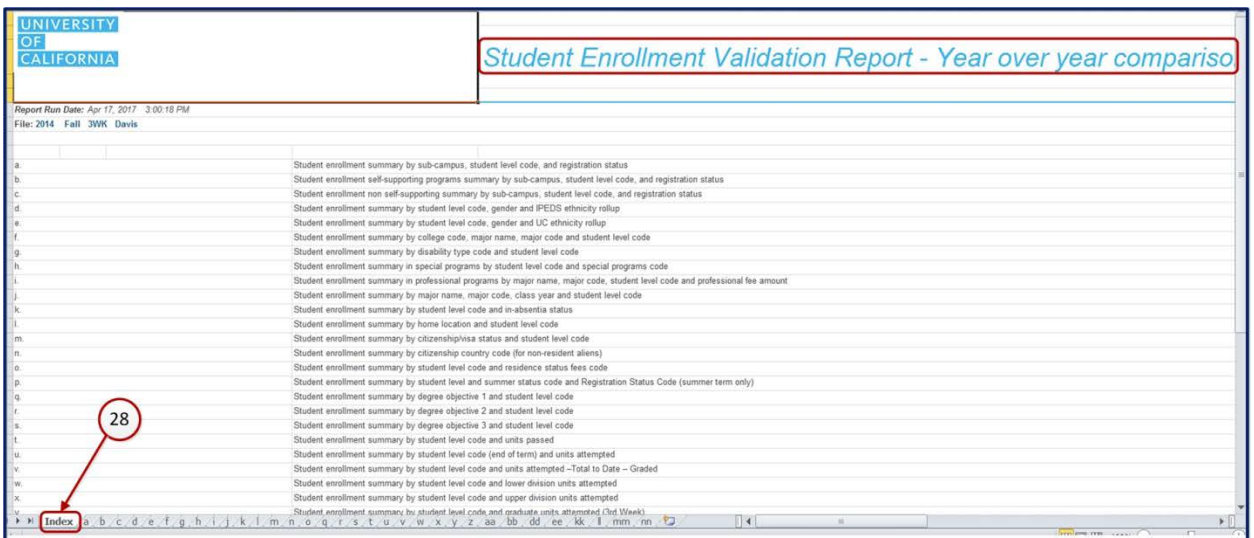 UNIVERSITY
OF
CALIFORNIA
Student Enrollment Validation Report - Year over year compariso
Report Run Date: Apr 17, 2017 3:00:18 PM
File: 2014 Fall 3WK Davis
a. Student enrollment summary by sub-campus, student level code, and registration status
b. Student enrollment self-supporting programs summary by sub-campus, student level code, and registration status
c. Student enrollment non self-supporting summary by sub-campus, student level code, and registration status
d. Student enrollment summary by student level code, gender and IPEDS ethnicity rollup
e. Student enrollment summary by student level code, gender and UC ethnicity rollup
f. Student enrollment summary by college code, major name, major code and student level code
g. Student enrollment summary by disability type code and student level code
h. Student enrollment summary in special programs by student level code and special programs code
i. Student enrollment summary in professional programs by major name, major code, student level code and professional fee amount
j. Student enrollment summary by major name, major code, class year and student level code
k. Student enrollment summary by student level code and in-absentia status
l. Student enrollment summary by home location and student level code
m. Student enrollment summary by citizenship/visa status and student level code
n. Student enrollment summary by citizenship country code (for non-resident aliens)
o. Student enrollment summary by student level code and residence status fees code
p. Student enrollment summary by student level and summer status code and Registration Status Code (summer term only)
q. Student enrollment summary by degree objective 1 and student level code
r. Student enrollment summary by degree objective 2 and student level code
s. Student enrollment summary by degree objective 3 and student level code
t. Student enrollment summary by student level code and units passed
u. Student enrollment summary by student level code (end of term) and units attempted
v. Student enrollment summary by student level code and units attempted –Total to Date – Graded
w. Student enrollment summary by student level code and lower division units attempted
x. Student enrollment summary by student level code and upper division units attempted
y Student enrollment summary by student level code and graduate units attempted (3rd Week)
28
Index a b c d e f g h i j k l m n o q r s t u v w x y z aa bb dd ee kk ll mm nn